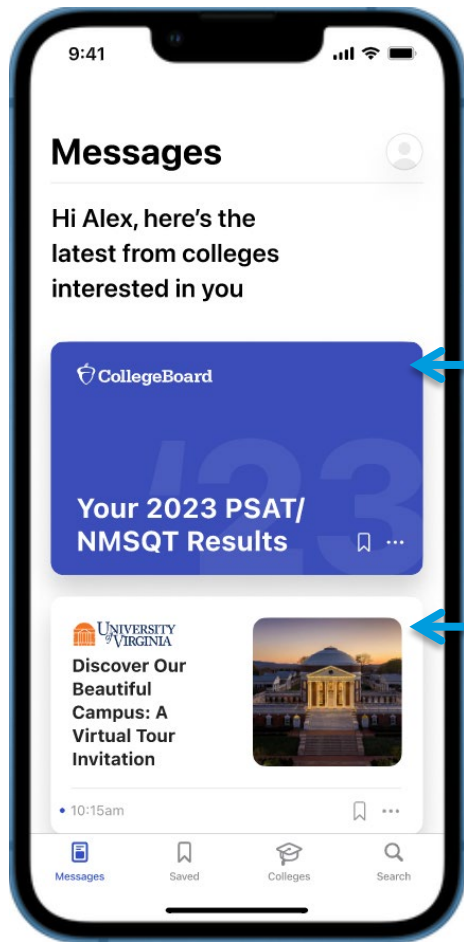 9:41
Messages
Hi Alex, here's the
latest from colleges
interested in you
CollegeBoard
'23
Your 2023 PSAT/
NMSQT Results
UNIVERSITY
of VIRGINIA
Discover Our
Beautiful
Campus: A
Virtual Tour
Invitation
10:15am
Messages Saved Colleges Search